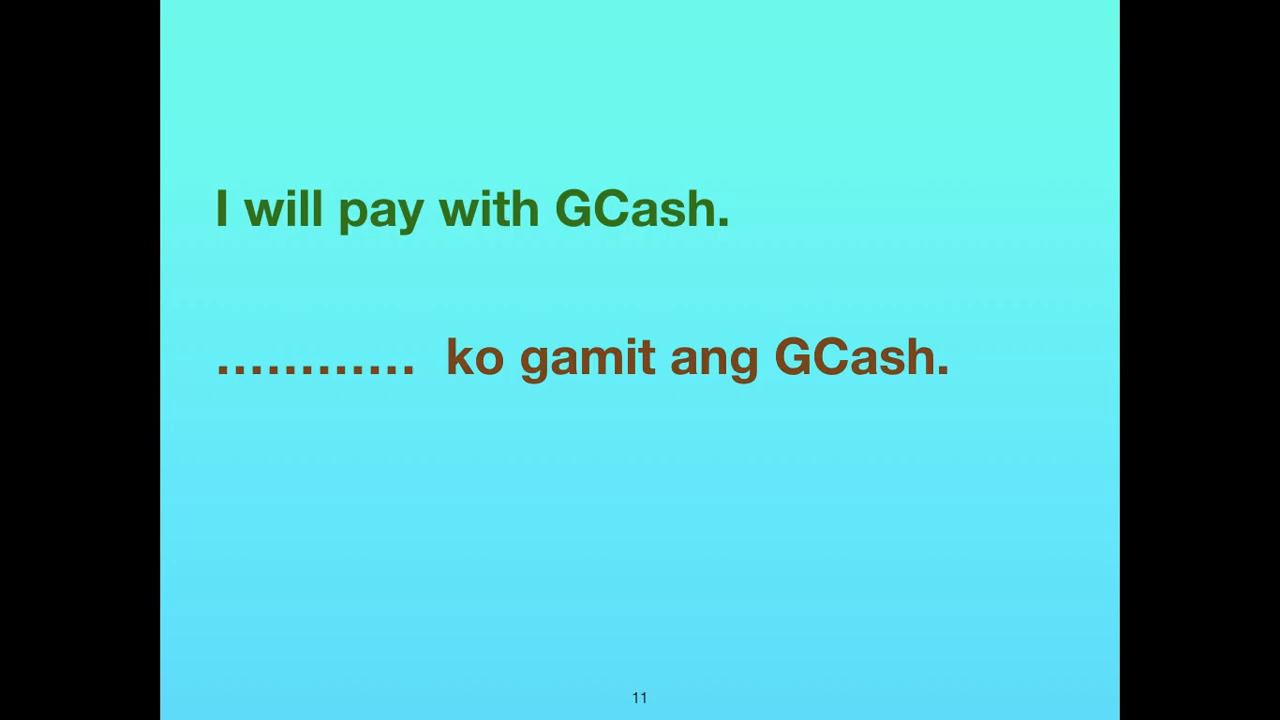 I will pay with GCash.
............ ko gamit ang GCash.
11